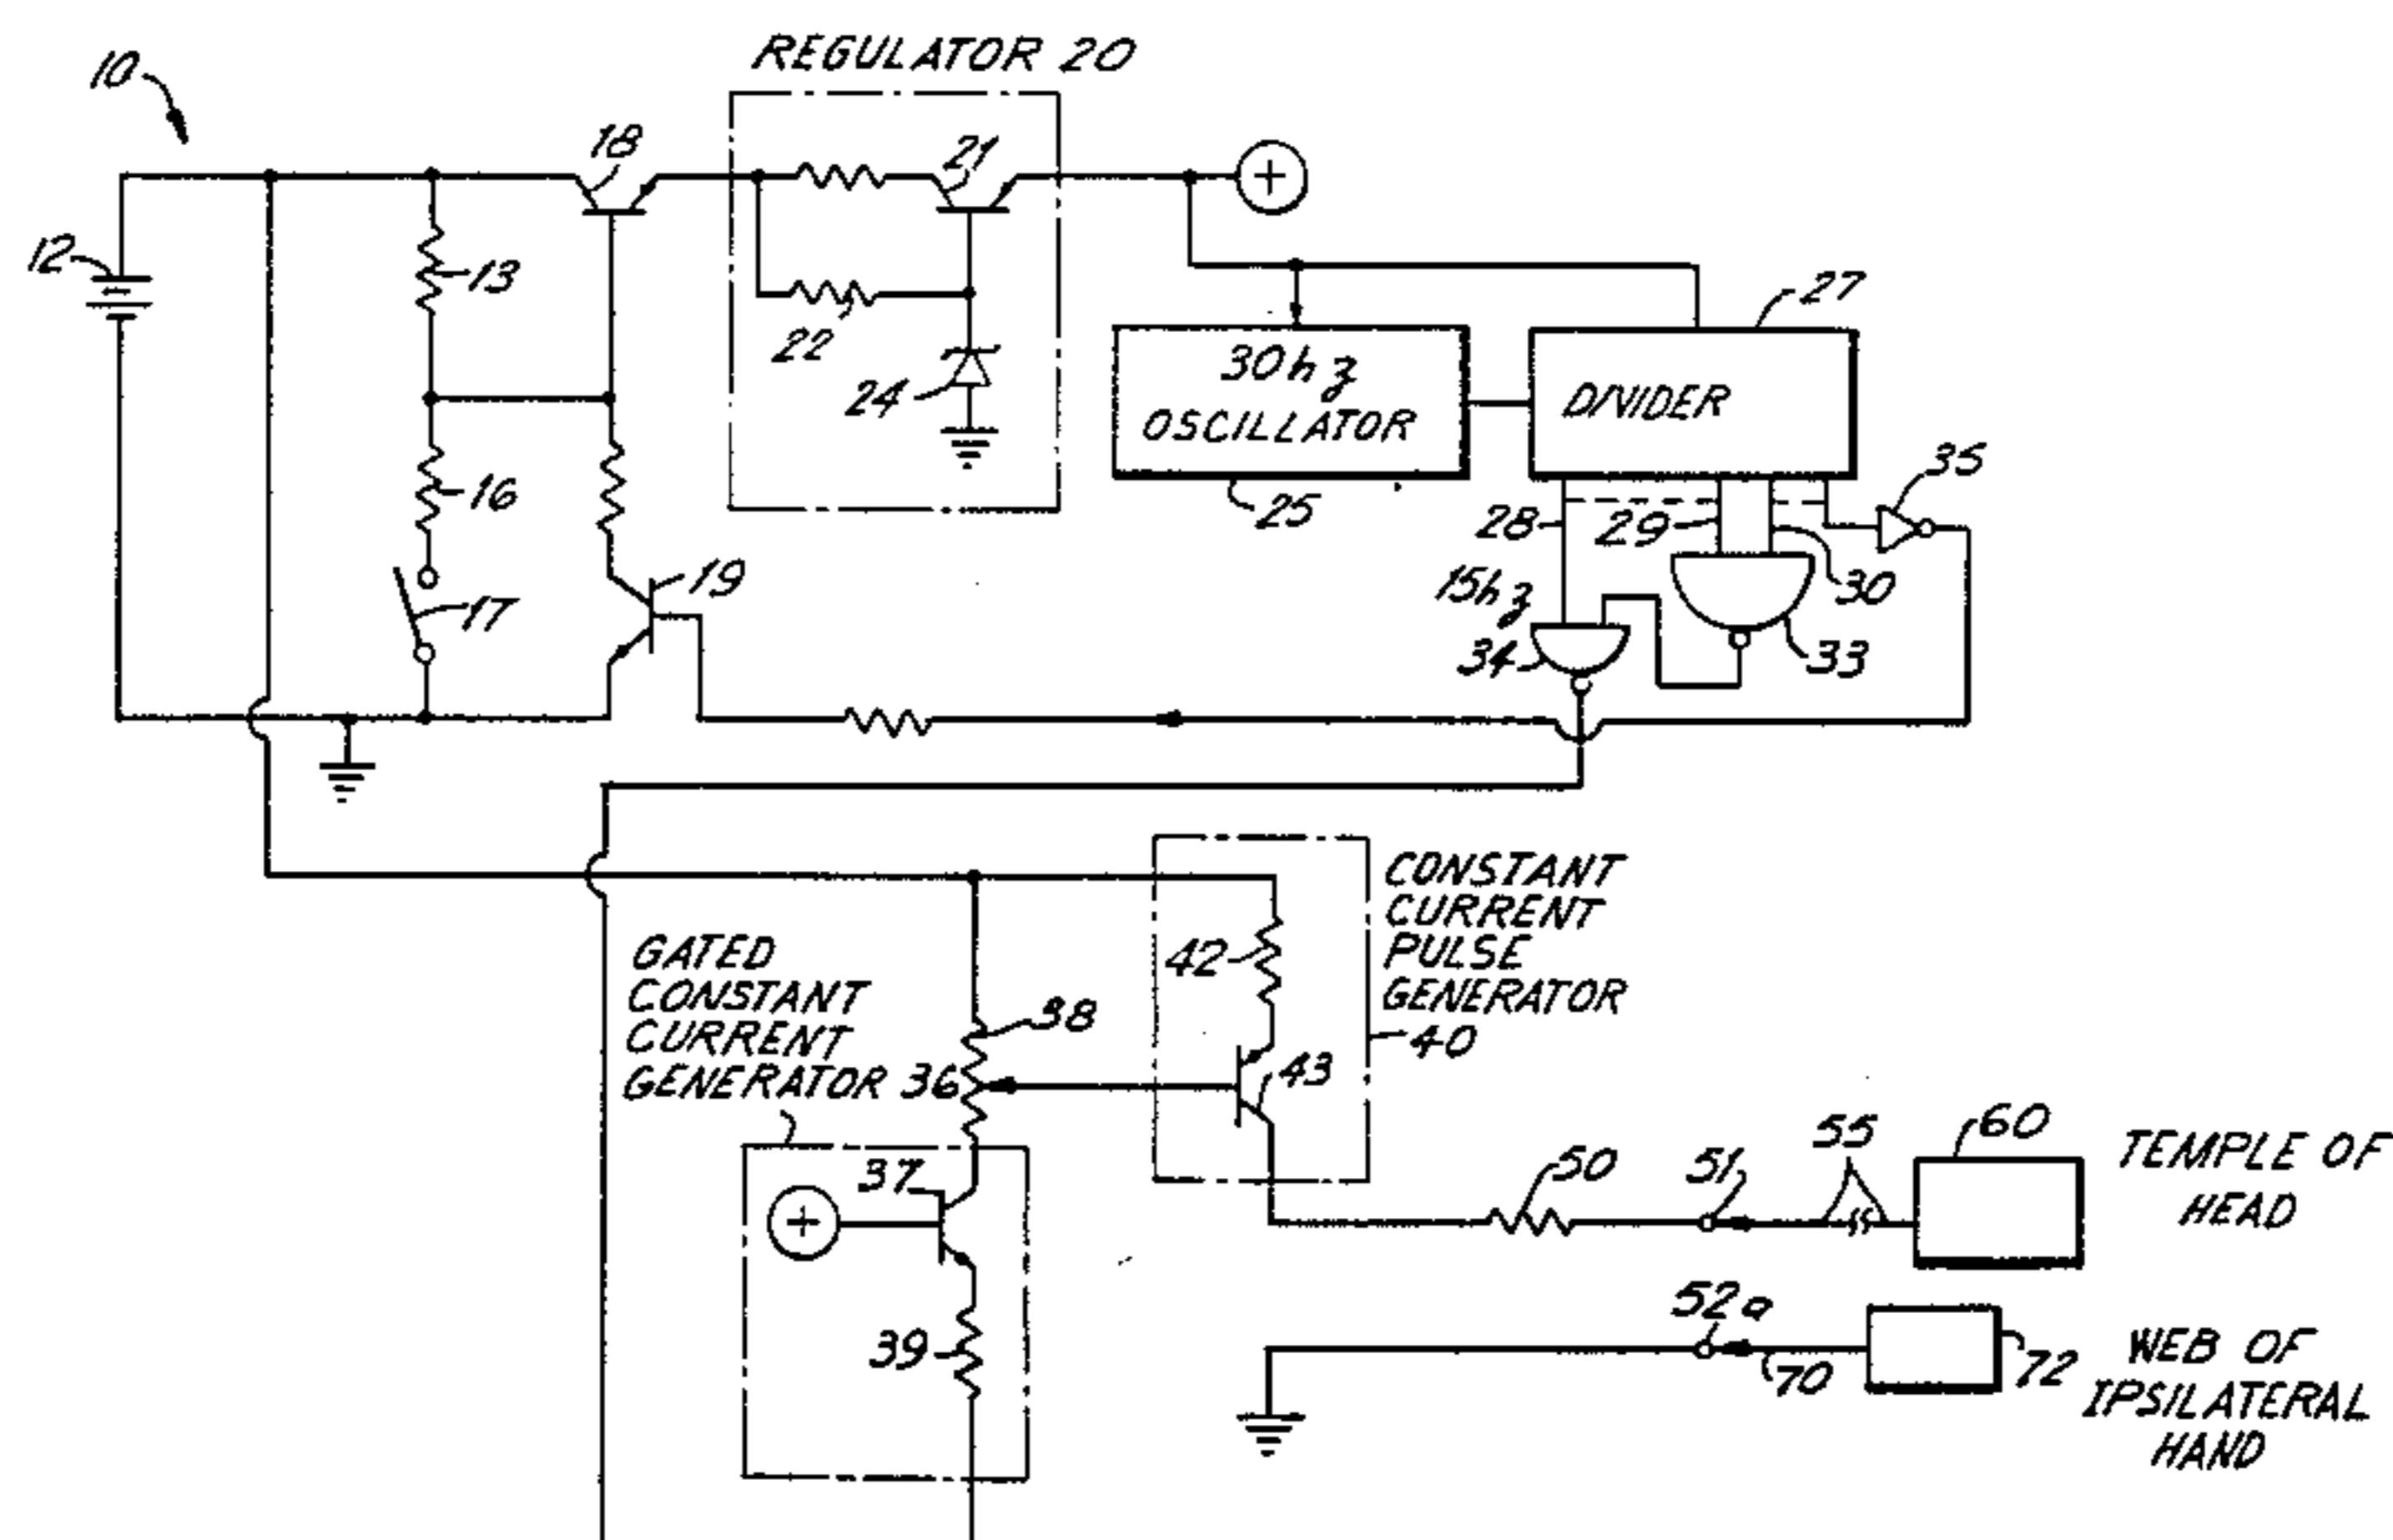 REGULATOR 20
10
18
21
12
13
22
24
27
30hz
OSCILLATOR
DIVIDER
16
25
28
29
35
17
19
15hz
30
34
33
CONSTANT
CURRENT
PULSE
GENERATOR
40
42
GATED
CONSTANT
CURRENT
GENERATOR 36
38
43
37
50
51
55
60
TEMPLE OF
HEAD
39
52a
70
72
WEB OF
IPSILATERAL
HAND